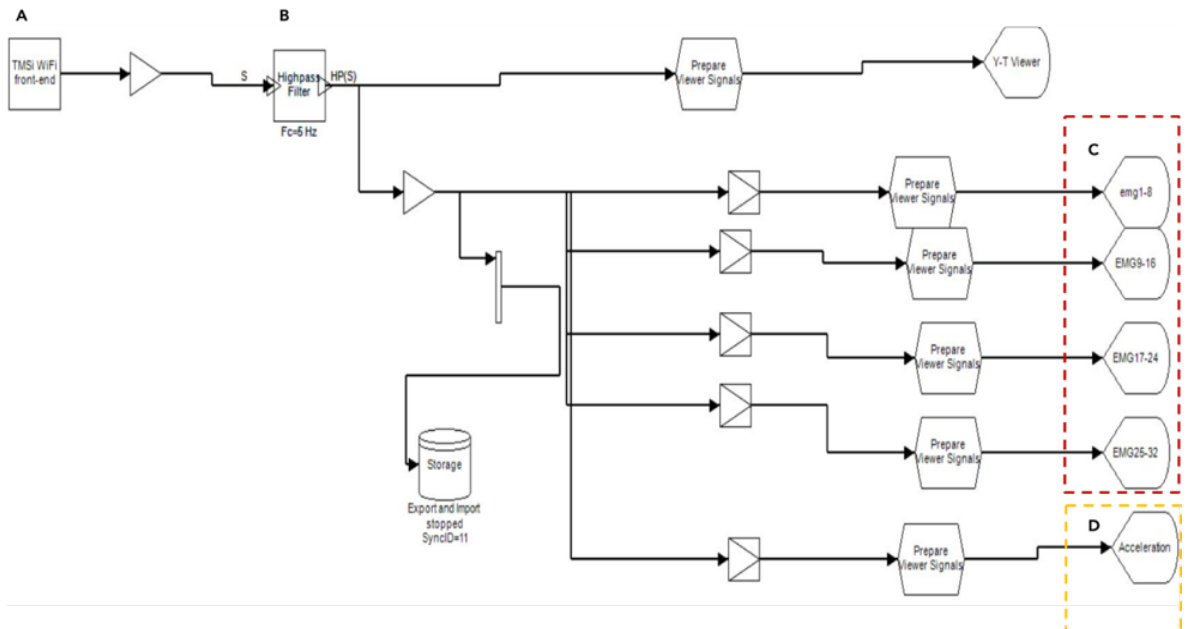 A
B
TMSi WiFi
front-end
S
Highpass
Filter
HP(S)
Fc=5 Hz
Prepare
Viewer Signals
Y-T Viewer
C
Prepare
Viewer Signals
emg1-8
Prepare
Viewer Signals
EMG9-16
Prepare
Viewer Signals
EMG17-24
Prepare
Viewer Signals
EMG25-32
Storage
Export and Import
stopped
SyncID=11
D
Prepare
Viewer Signals
Acceleration